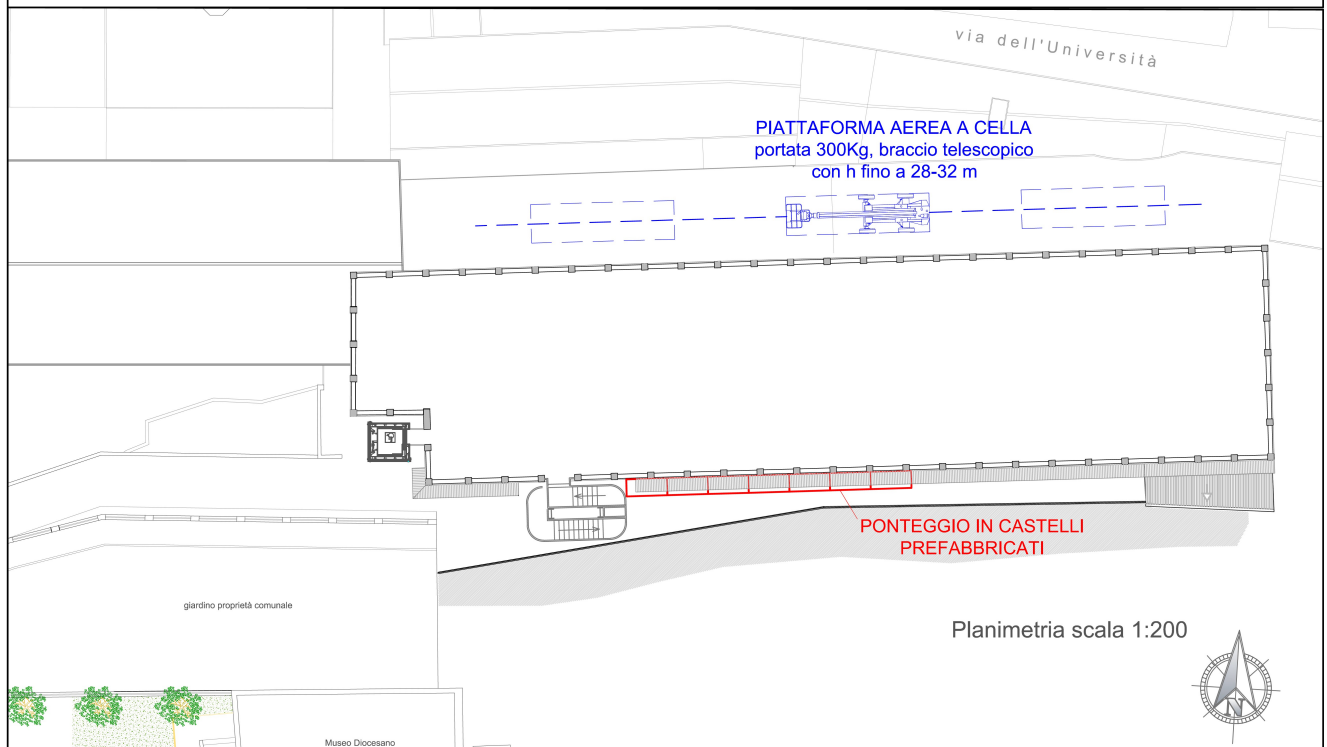 via dell'Università
PIATTAFORMA AEREA A CELLA
portata 300Kg, braccio telescopico
con h fino a 28-32 m
PONTEGGIO IN CASTELLI
PREFABBRICATI
giardino proprietà comunale
Planimetria scala 1:200
N
Museo Diocesano